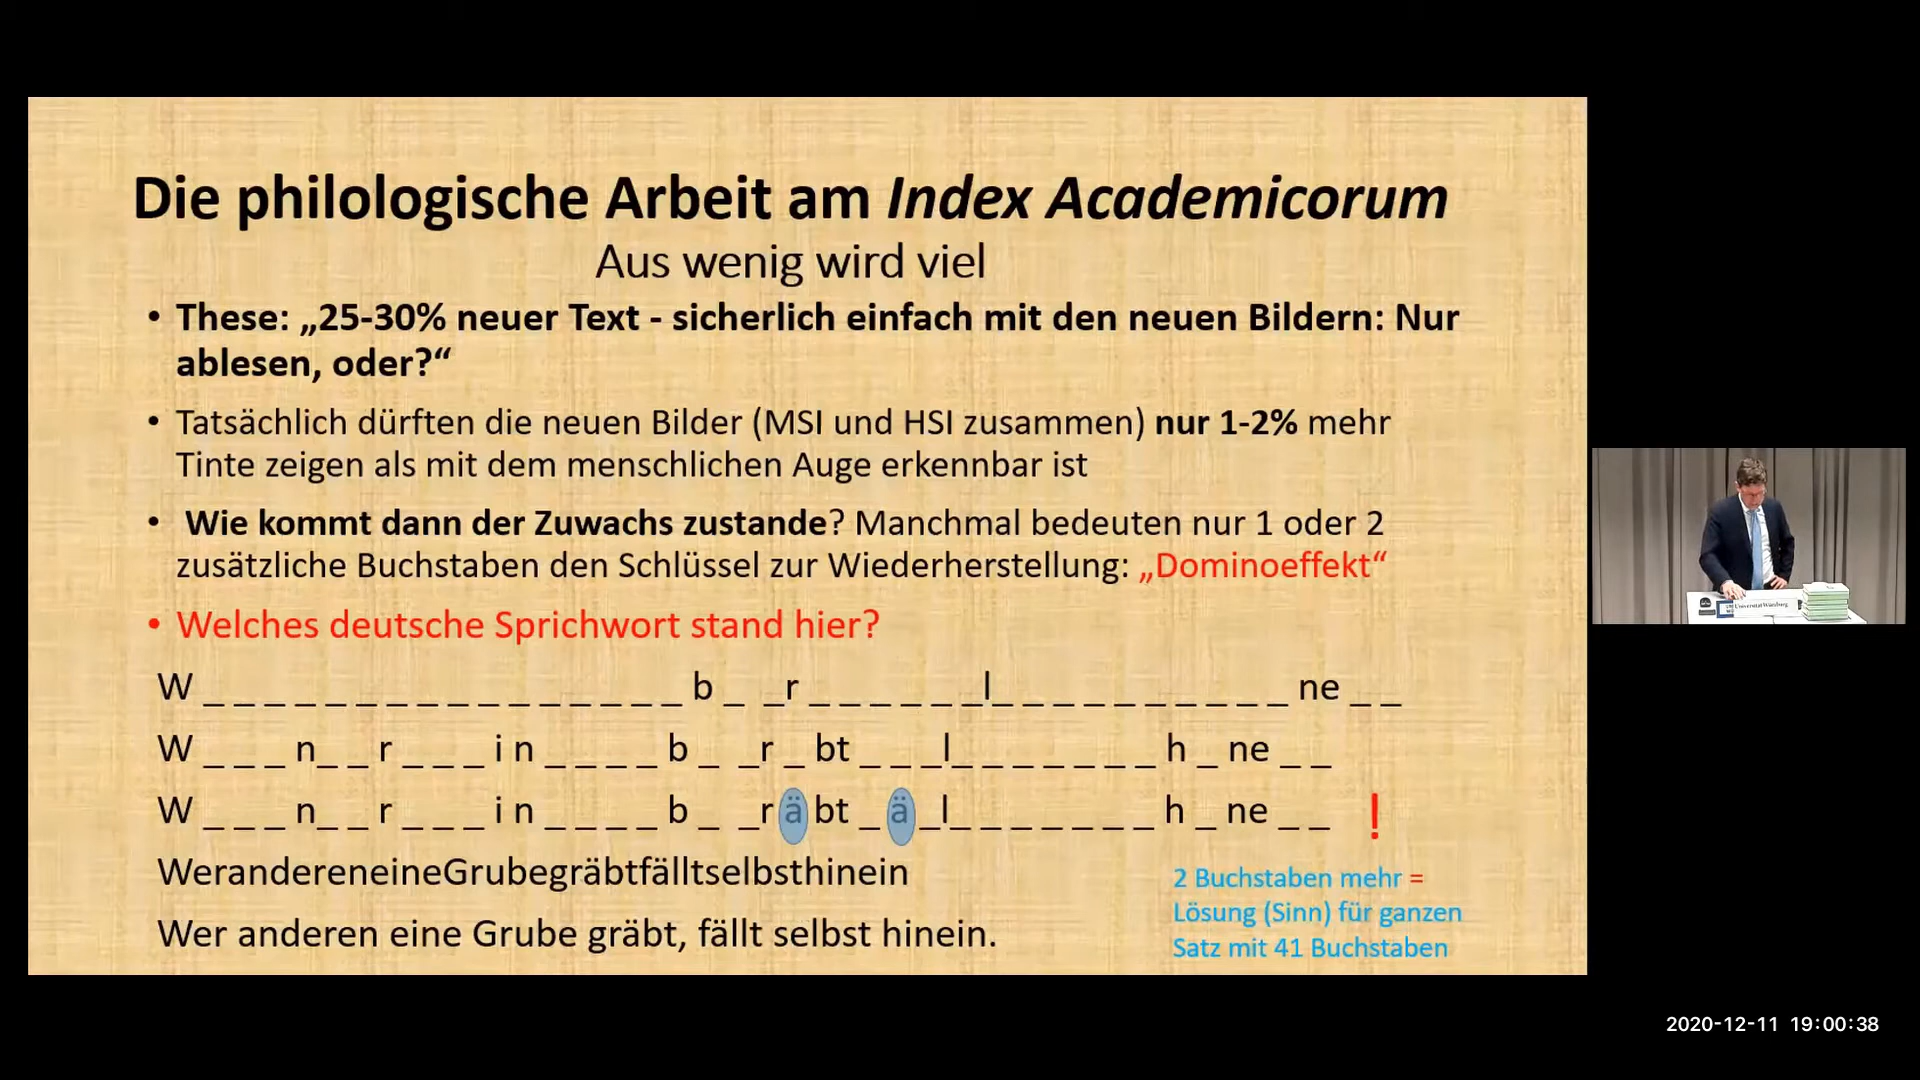 Die philologische Arbeit am Index Academicorum
Aus wenig wird viel
• These: „25-30% neuer Text - sicherlich einfach mit den neuen Bildern: Nur
ablesen, oder?“
• Tatsächlich dürften die neuen Bilder (MSI und HSI zusammen) nur 1-2% mehr
Tinte zeigen als mit dem menschlichen Auge erkennbar ist
• Wie kommt dann der Zuwachs zustande? Manchmal bedeuten nur 1 oder 2
zusätzliche Buchstaben den Schlüssel zur Wiederherstellung: „Dominoeffekt“
• Welches deutsche Sprichwort stand hier?
W _ _ _ _ _ _ _ _ _ _ _ _ _ _ _ _ b _ _r _ _ _ _ _ _l_ _ _ _ _ _ _ _ _ _ ne _ _
W _ _ _ _ n_ _ r _ _ _ i n _ _ _ _ b _ _r _ bt _ _ _l_ _ _ _ _ _ _ h _ ne _ _
W _ _ _ _ n_ _ r _ _ _ i n _ _ _ _ b _ _r ä bt _ ä _l_ _ _ _ _ _ _ h _ ne _ _ !
WerandereneineGrubegräbtfälltselbsthinein
Wer anderen eine Grube gräbt, fällt selbst hinein.
2 Buchstaben mehr =
Lösung (Sinn) für ganzen
Satz mit 41 Buchstaben
Universität Würzburg
2020-12-11 19:00:38